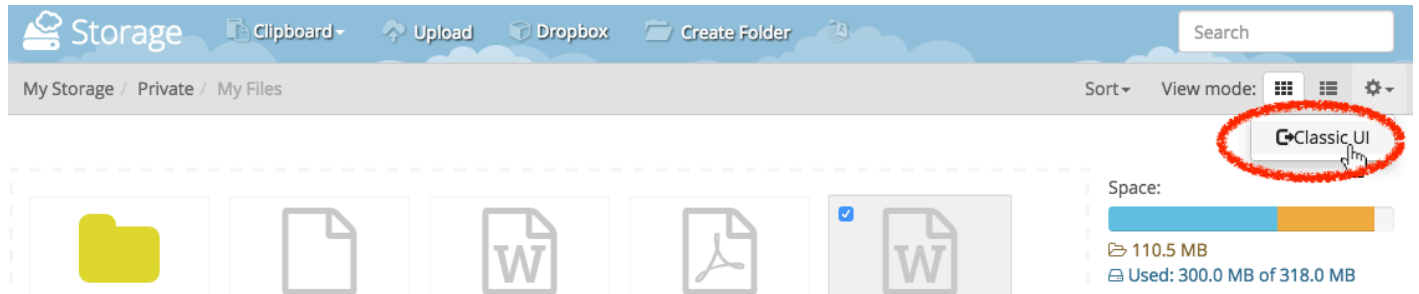 Storage Clipboard Upload Dropbox Create Folder Search
My Storage / Private / My Files Sort View mode:
Classic UI
Space:
W W
110.5 MB
Used: 300.0 MB of 318.0 MB